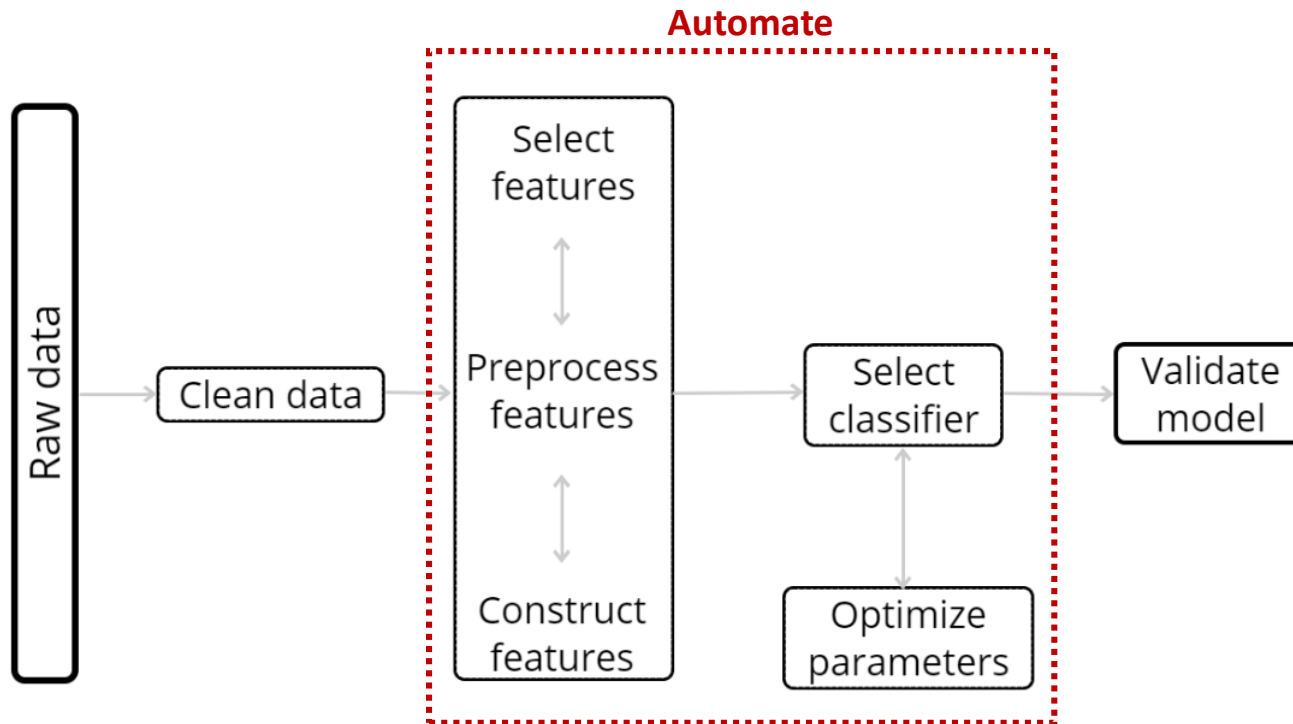 Automate
Raw data
Clean data
Select
features
Preprocess
features
Construct
features
Select
classifier
Optimize
parameters
Validate
model